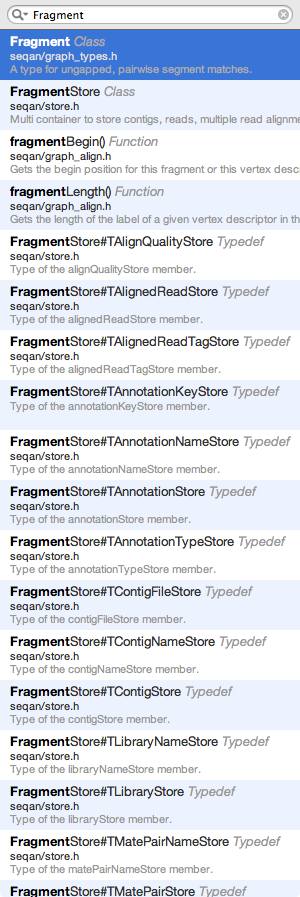 Fragment
Fragment Class
seqan/graph_types.h
A type for ungapped, pairwise segment matches.
FragmentStore Class
seqan/store.h
Multi container to store contigs, reads, multiple read alignme
fragmentBegin() Function
seqan/graph_align.h
Gets the begin position for this fragment or this vertex desc
fragmentLength() Function
seqan/graph_align.h
Gets the length of the label of a given vertex descriptor in th
FragmentStore#TAlignQualityStore Typedef
seqan/store.h
Type of the alignQualityStore member.
FragmentStore#TAlignedReadStore Typedef
seqan/store.h
Type of the alignedReadStore member.
FragmentStore#TAlignedReadTagStore Typedef
seqan/store.h
Type of the alignedReadTagStore member.
FragmentStore#TAnnotationKeyStore Typedef
seqan/store.h
Type of the annotationKeyStore member.
FragmentStore#TAnnotationNameStore Typedef
seqan/store.h
Type of the annotationNameStore member.
FragmentStore#TAnnotationStore Typedef
seqan/store.h
Type of the annotationStore member.
FragmentStore#TAnnotationTypeStore Typedef
seqan/store.h
Type of the annotationTypeStore member.
FragmentStore#TContigFileStore Typedef
seqan/store.h
Type of the contigFileStore member.
FragmentStore#TContigNameStore Typedef
seqan/store.h
Type of the contigNameStore member.
FragmentStore#TContigStore Typedef
seqan/store.h
Type of the contigStore member.
FragmentStore#TLibraryNameStore Typedef
seqan/store.h
Type of the libraryNameStore member.
FragmentStore#TLibraryStore Typedef
seqan/store.h
Type of the libraryStore member.
FragmentStore#TMatePairNameStore Typedef
seqan/store.h
Type of the matePairNameStore member.
FragmentStore#TMatePairStore Typedef